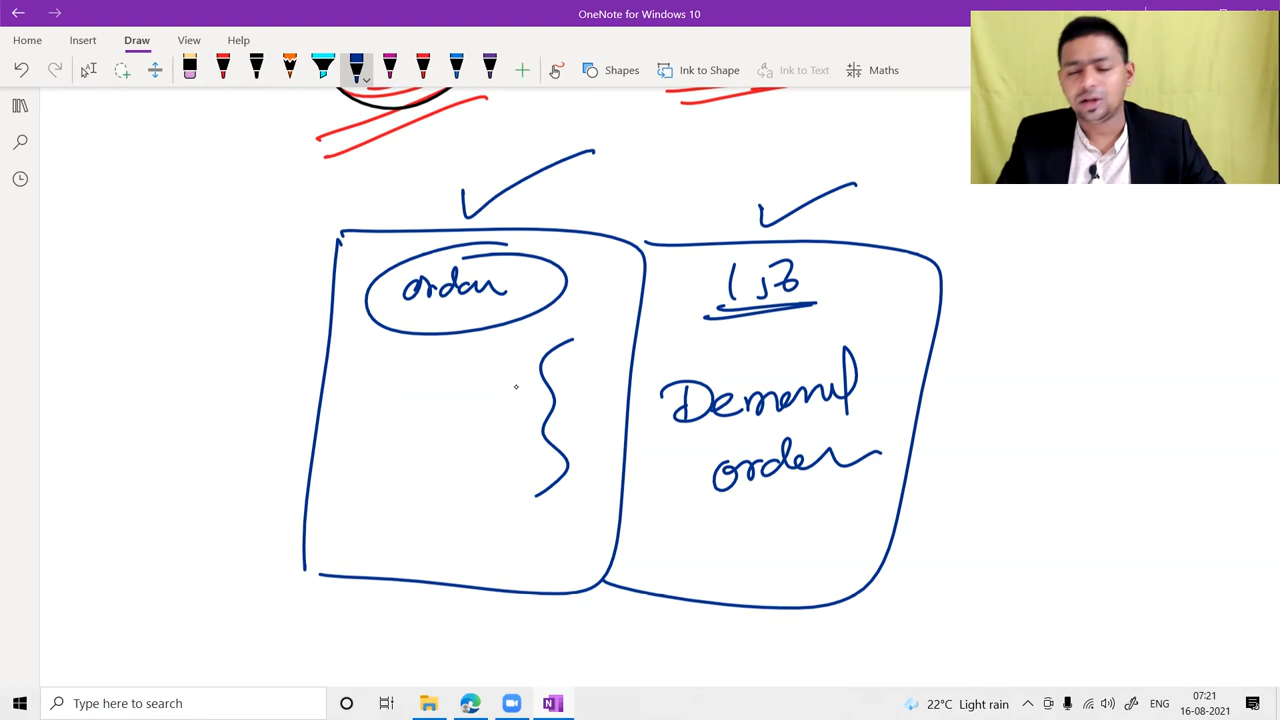 OneNote for Windows 10
Home Insert Draw View Help
Shapes Ink to Shape Ink to Text Maths
order
Demand
order
Type here to search
22°C Light rain
ENG
07:21
16-08-2021